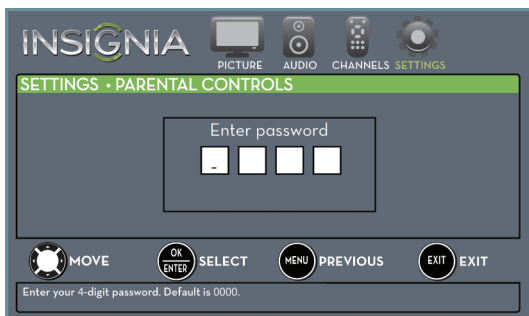 INSIGNIA
PICTURE AUDIO CHANNELS SETTINGS
SETTINGS • PARENTAL CONTROLS
Enter password
_
MOVE OK ENTER SELECT MENU PREVIOUS EXIT EXIT
Enter your 4-digit password. Default is 0000.